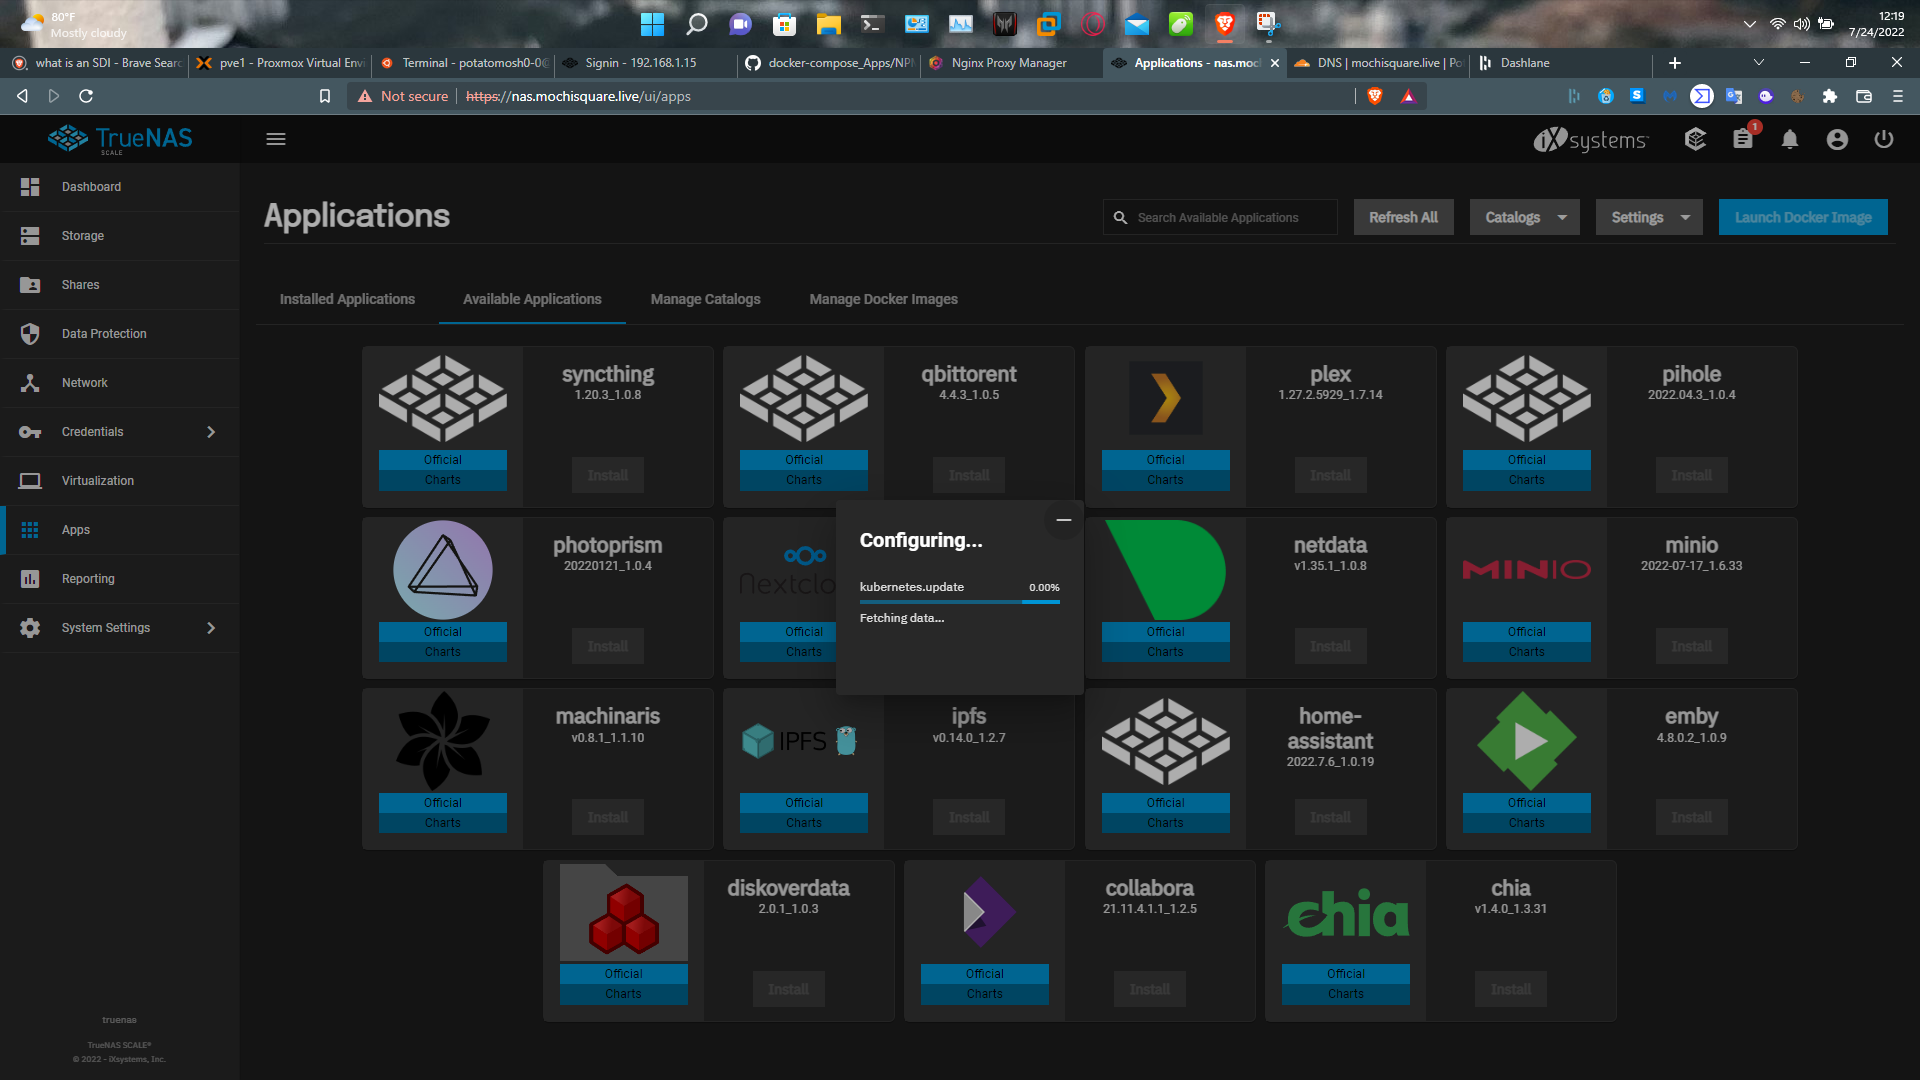 80°F
Mostly cloudy
12:19
7/24/2022
what is an SDI - Brave Searc
pve1 - Proxmox Virtual Envi
Terminal - potatomosh0-0@
Signin - 192.168.1.15
docker-compose_Apps/NPM
Nginx Proxy Manager
Applications - nas.moc
DNS | mochisquare.live | Po
Dashlane
Not secure
https://nas.mochisquare.live/ui/apps
TrueNAS
SCALE
iXsystems
1
Dashboard
Storage
Shares
Data Protection
Network
Credentials
Virtualization
Apps
Reporting
System Settings
truenas
TrueNAS SCALE®
© 2022 - iXsystems, Inc.
Applications
Search Available Applications
Refresh All
Catalogs
Settings
Launch Docker Image
Installed Applications
Available Applications
Manage Catalogs
Manage Docker Images
syncthing
1.20.3_1.0.8
Official
Charts
Install
qbittorent
4.4.3_1.0.5
Official
Charts
Install
plex
1.27.2.5929_1.7.14
Official
Charts
Install
pihole
2022.04.3_1.0.4
Official
Charts
Install
photoprism
20220121_1.0.4
Official
Charts
Install
Nextclo
Official
Charts
Configuring...
kubernetes.update
0.00%
Fetching data...
netdata
v1.35.1_1.0.8
Official
Charts
Install
MINIO
minio
2022-07-17_1.6.33
Official
Charts
Install
machinaris
v0.8.1_1.1.10
Official
Charts
Install
IPFS
ipfs
v0.14.0_1.2.7
Official
Charts
Install
home-
assistant
2022.7.6_1.0.19
Official
Charts
Install
emby
4.8.0.2_1.0.9
Official
Charts
Install
diskoverdata
2.0.1_1.0.3
Official
Charts
Install
collabora
21.11.4.1.1_1.2.5
Official
Charts
Install
chia
chia
v1.4.0_1.3.31
Official
Charts
Install